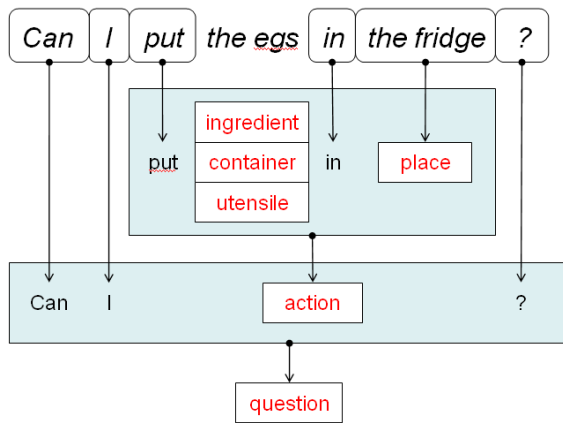 Can I put the egs in the fridge ?
ingredient
put container in place
utensile
Can I action ?
question